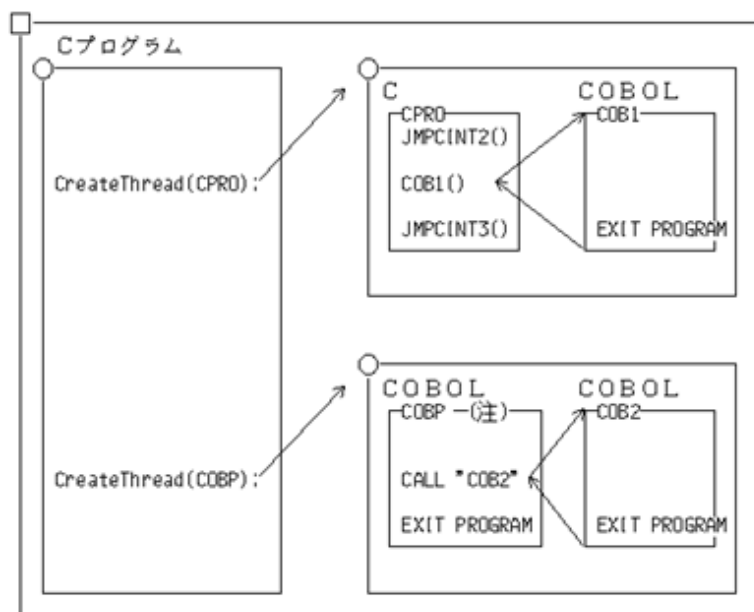 Cプログラム
CreateThread(CPRO);
CreateThread(COBP);
C
COBOL
CPRO
COB1
JMPCINT2()
COB1()
JMPCINT3()
EXIT PROGRAM
COBOL
COBOL
COBP
(注)
COB2
CALL "COB2"
EXIT PROGRAM
EXIT PROGRAM